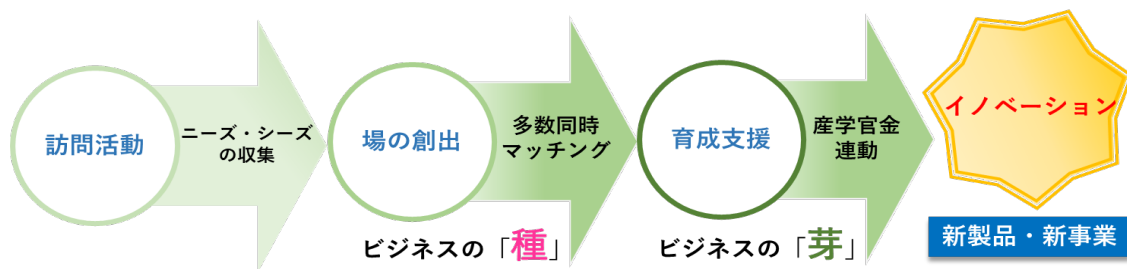 訪問活動
ニーズ・シーズ
の収集
場の創出
多数同時
マッチング
ビジネスの「種」
育成支援
産学官金
連動
ビジネスの「芽」
イノベーション
新製品・新事業